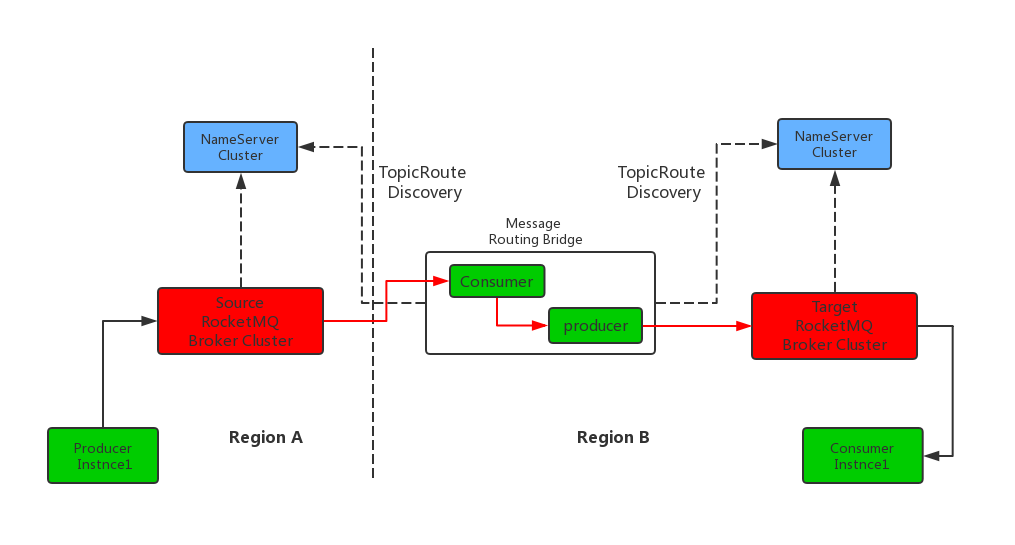 NameServer
Cluster
NameServer
Cluster
TopicRoute
Discovery
TopicRoute
Discovery
Message
Routing Bridge
Consumer
producer
Source
RocketMQ
Broker Cluster
Target
RocketMQ
Broker Cluster
Region A
Region B
Producer
Instnce1
Consumer
Instnce1